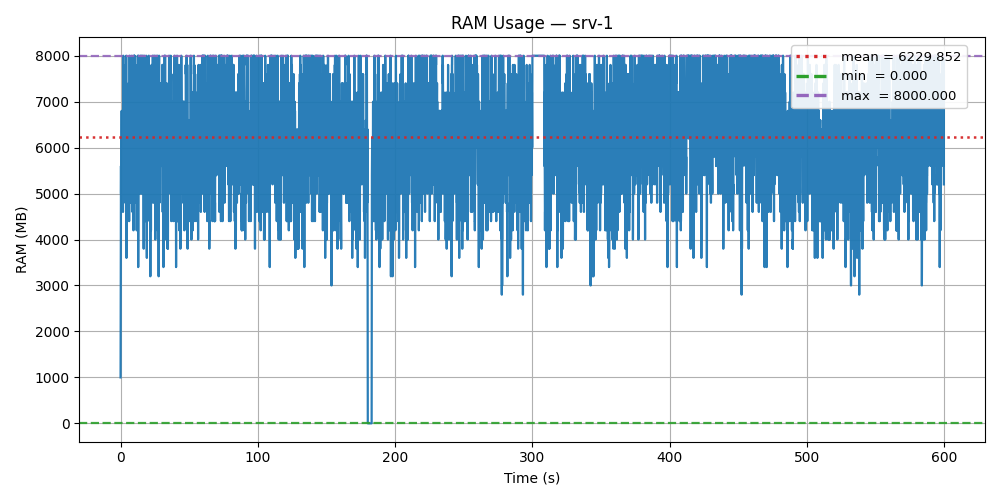 RAM Usage — srv-1
mean = 6229.852
min  = 0.000
max  = 8000.000
RAM (MB)
8000
7000
6000
5000
4000
3000
2000
1000
0
0 100 200 300 400 500 600
Time (s)